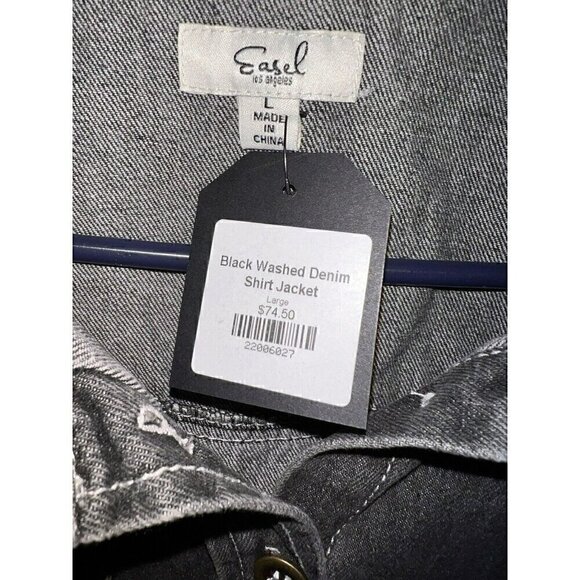 Easel
los angeles
L
MADE
IN
CHINA
Black Washed Denim
Shirt Jacket
Large
$74.50
22006027